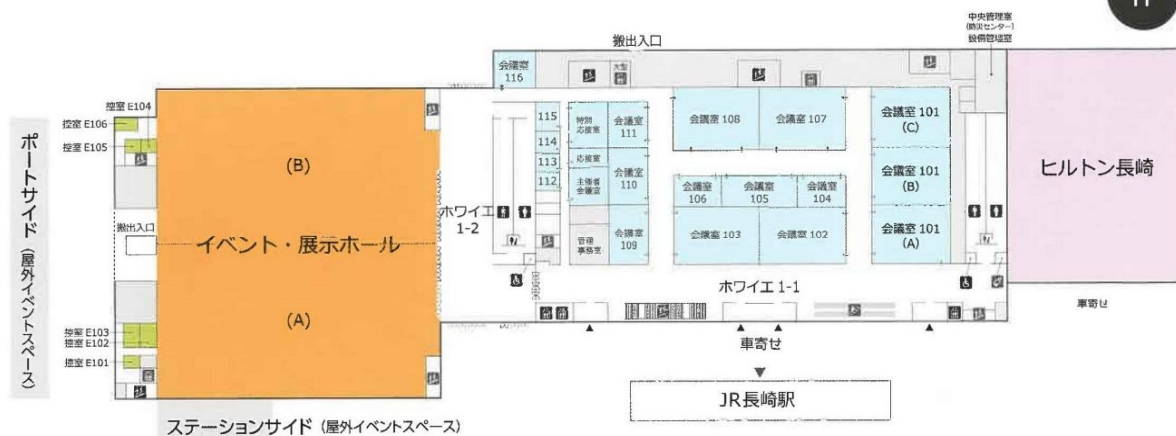 中央管理室
(防災センター)
設備管理室
搬出入口
会議室
116
大型
控室 E104
控室 E106
控室 E105
ポートサイド(屋外イベントスペース)
搬出入口
(B)
イベント・展示ホール
(A)
控室 E103
控室 E102
控室 E101
ステーションサイド (屋外イベントスペース)
ホワイエ
1-2
115
114
113
112
特別
応接室
応接室
主催者
会議室
管理
事務室
会議室
111
会議室
110
会議室
109
会議室 108
会議室 107
会議室
106
会議室
105
会議室
104
会議室 103
会議室 102
会議室 101
(C)
会議室 101
(B)
会議室 101
(A)
ホワイエ 1-1
ヒルトン長崎
車寄せ
車寄せ
JR長崎駅